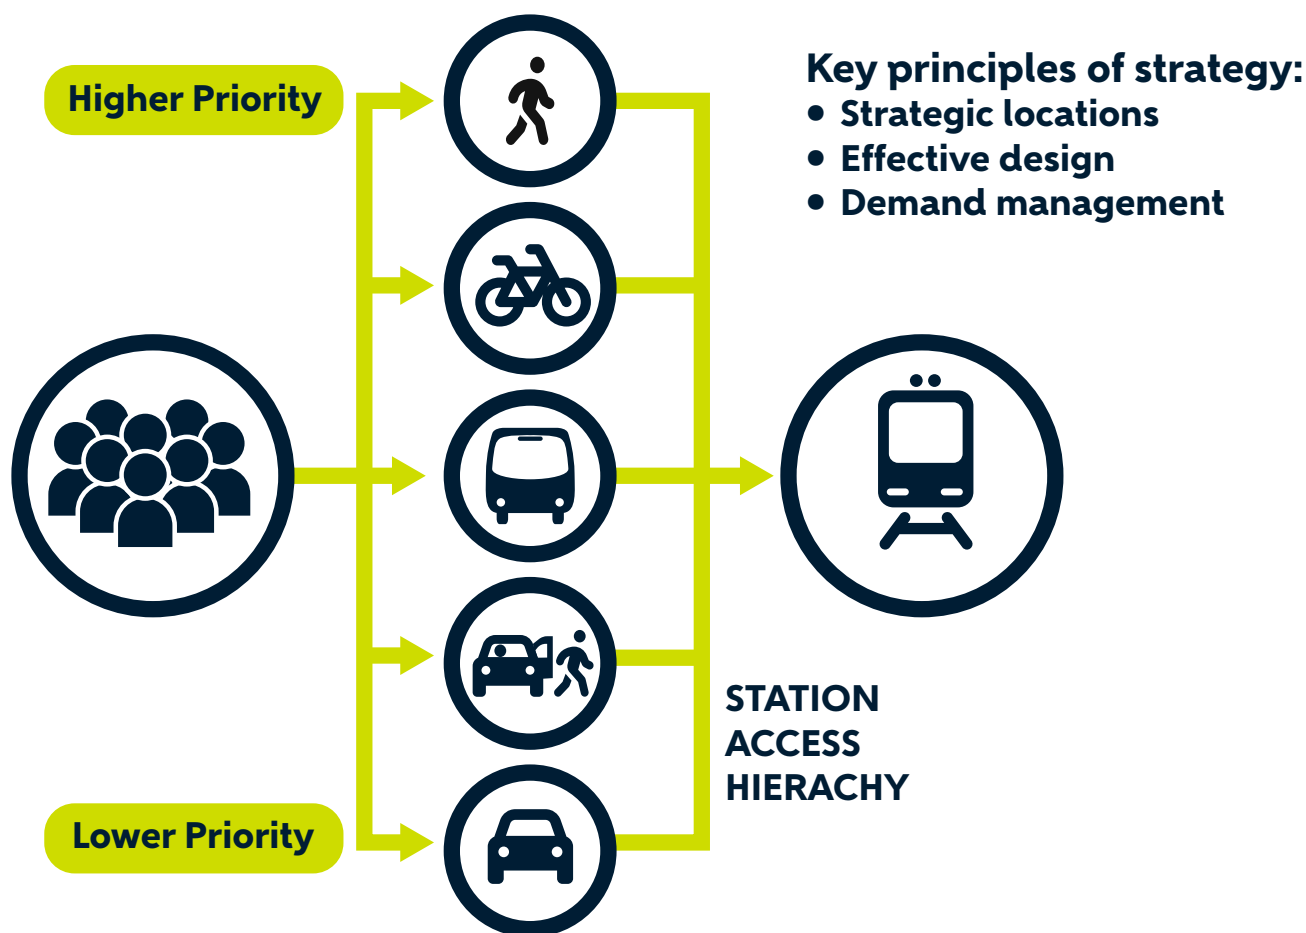 Higher Priority
Key principles of strategy:
• Strategic locations
• Effective design
• Demand management
STATION
ACCESS
HIERACHY
Lower Priority